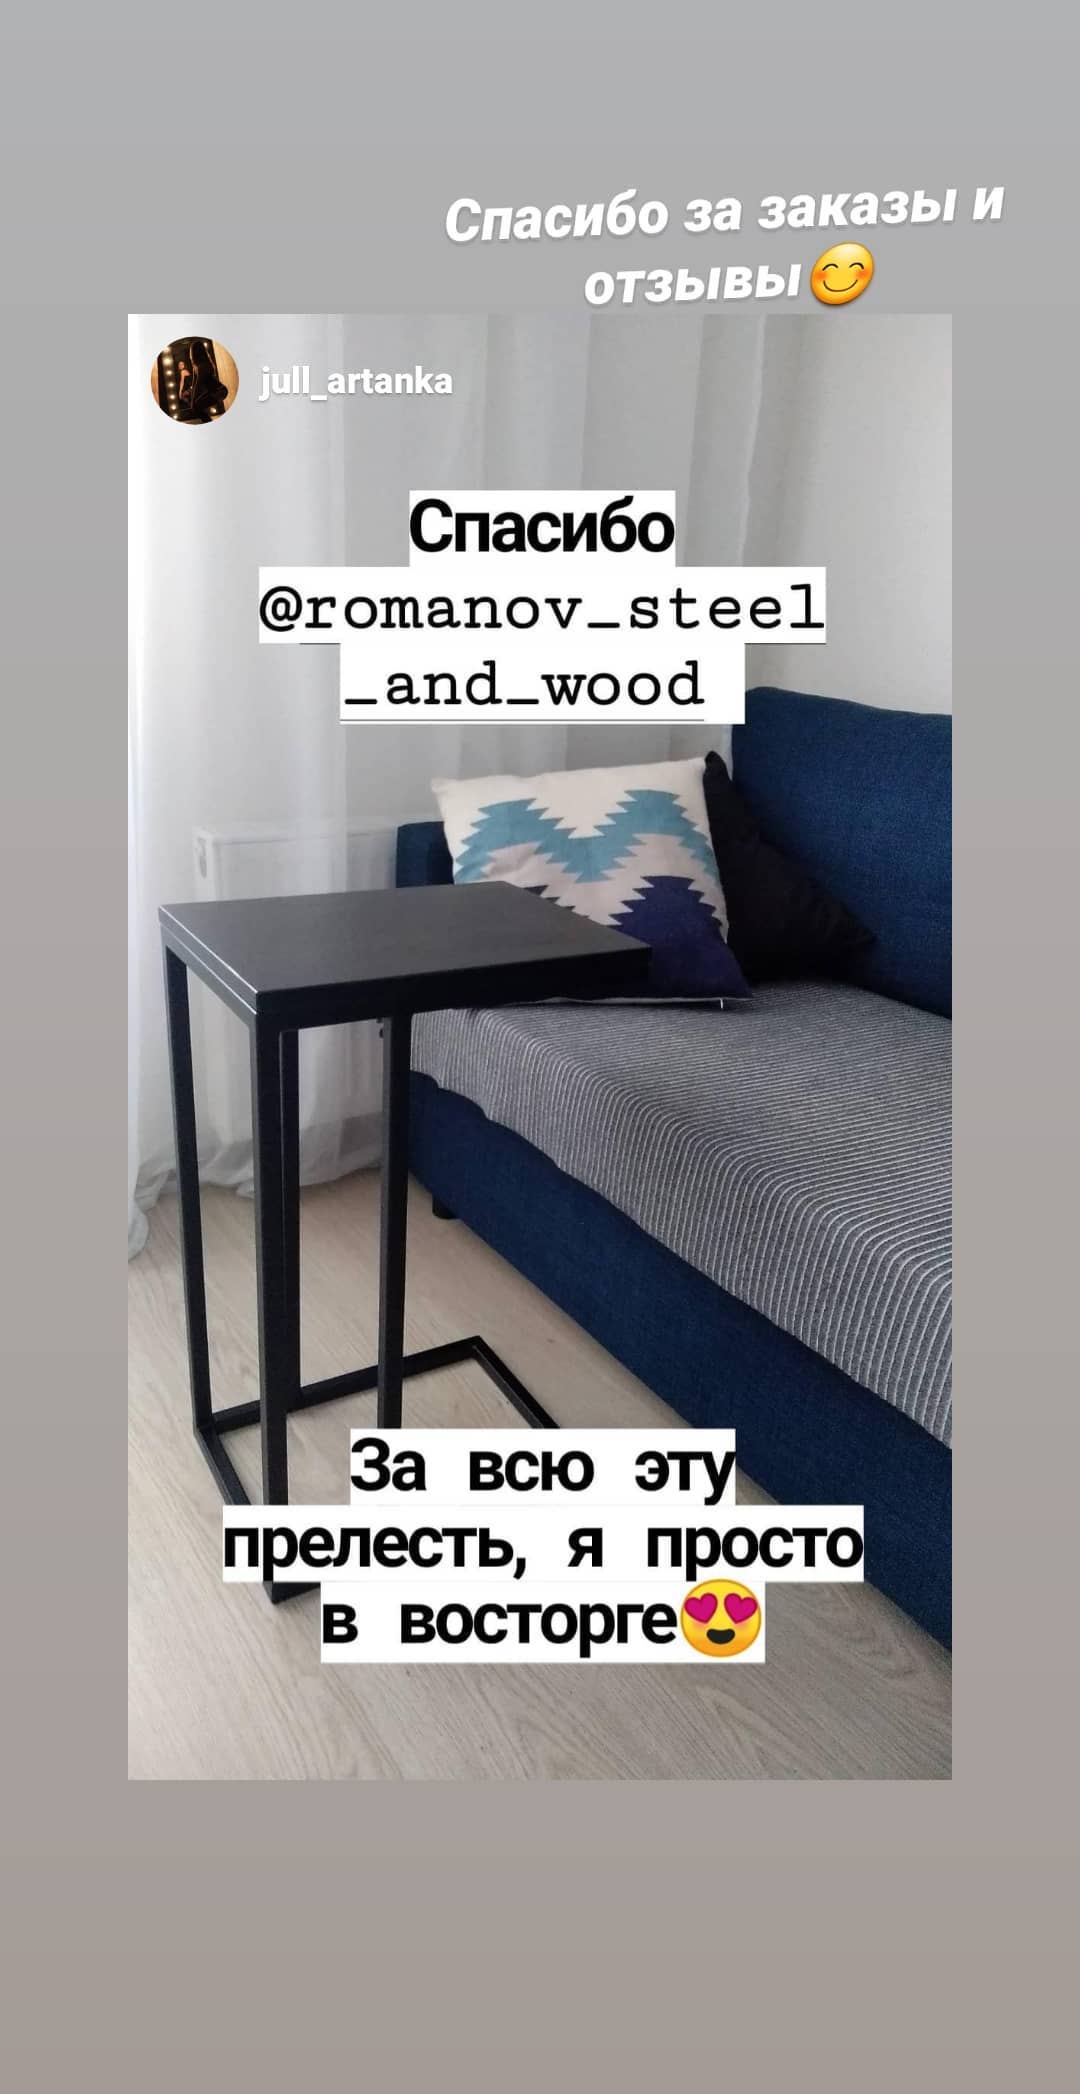 Спасибо за заказы и
отзывы😊
jull_artanka
Спасибо
@romanov_steel
_and_wood
За всю эту
прелесть, я просто
в восторге😍